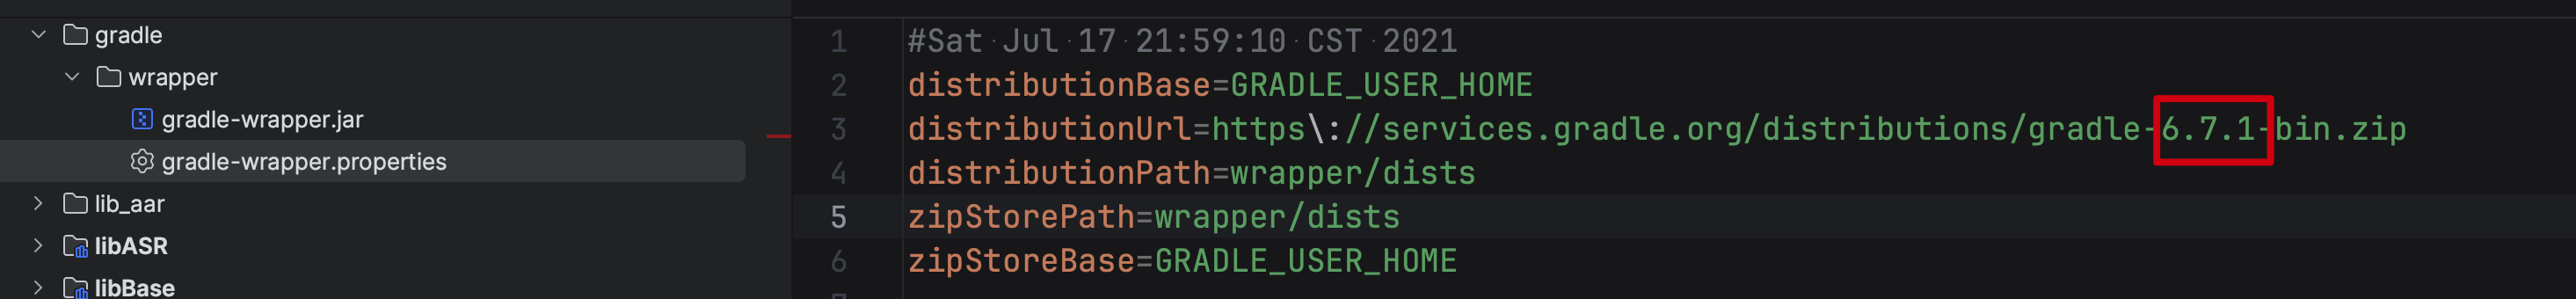 gradle
wrapper
gradle-wrapper.jar
gradle-wrapper.properties
lib_aar
libASR
libBase
1 #Sat Jul 17 21:59:10 CST 2021
2 distributionBase=GRADLE_USER_HOME
3 distributionUrl=https\://services.gradle.org/distributions/gradle-6.7.1-bin.zip
4 distributionPath=wrapper/dists
5 zipStorePath=wrapper/dists
6 zipStoreBase=GRADLE_USER_HOME